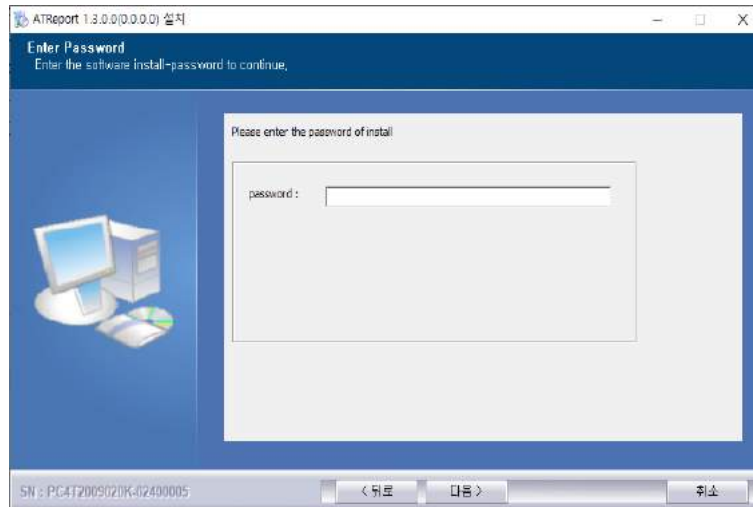 ATReport 1.3.0.0(0.0.0.0) 설치
Enter Password
Enter the software install-password to continue,
Please enter the password of install
password :
SN : PC4T2009020K-02400005
< 뒤로
다음 >
취소